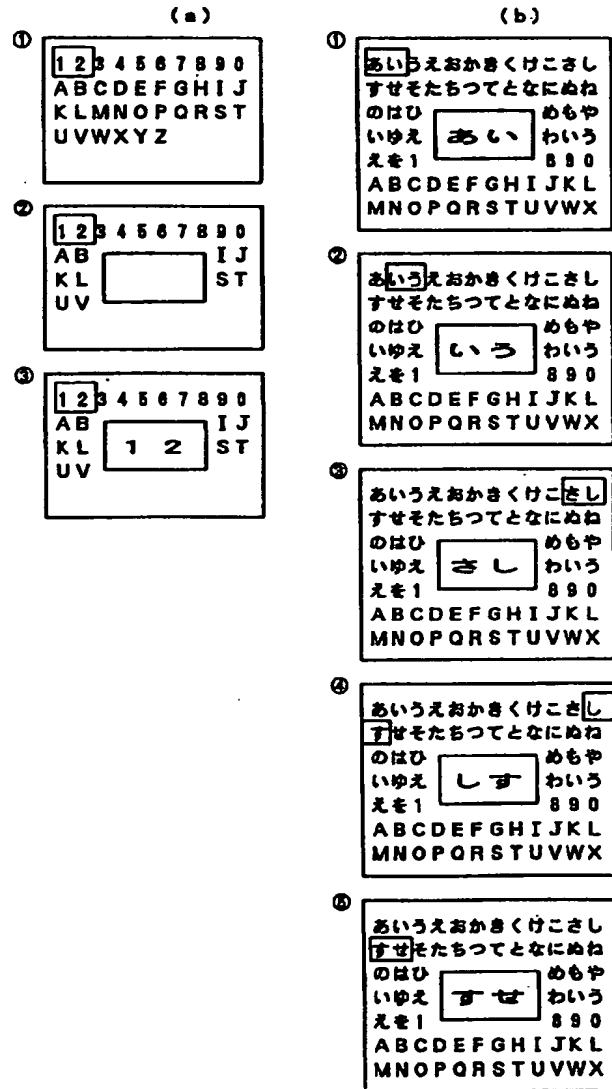 (a)
①
1 2 3 4 5 6 7 8 9 0
A B C D E F G H I J
K L M N O P Q R S T
U V W X Y Z
②
1 2 3 4 5 6 7 8 9 0
A B I J
K L S T
U V
③
1 2 3 4 5 6 7 8 9 0
A B I J
K L 1 2 S T
U V
(b)
①
あいうえおかきくけこさし
すせそたちつてとなにぬね
のはひ めもや
いゆえ あい わいう
えを1 8 9 0
A B C D E F G H I J K L
M N O P Q R S T U V W X
②
あいうえおかきくけこさし
すせそたちつてとなにぬね
のはひ めもや
いゆえ いう わいう
えを1 8 9 0
A B C D E F G H I J K L
M N O P Q R S T U V W X
③
あいうえおかきくけこさし
すせそたちつてとなにぬね
のはひ めもや
いゆえ さし わいう
えを1 8 9 0
A B C D E F G H I J K L
M N O P Q R S T U V W X
④
あいうえおかきくけこさし
すせそたちつてとなにぬね
のはひ めもや
いゆえ しす わいう
えを1 8 9 0
A B C D E F G H I J K L
M N O P Q R S T U V W X
⑤
あいうえおかきくけこさし
すせそたちつてとなにぬね
のはひ めもや
いゆえ すせ わいう
えを1 8 9 0
A B C D E F G H I J K L
M N O P Q R S T U V W X